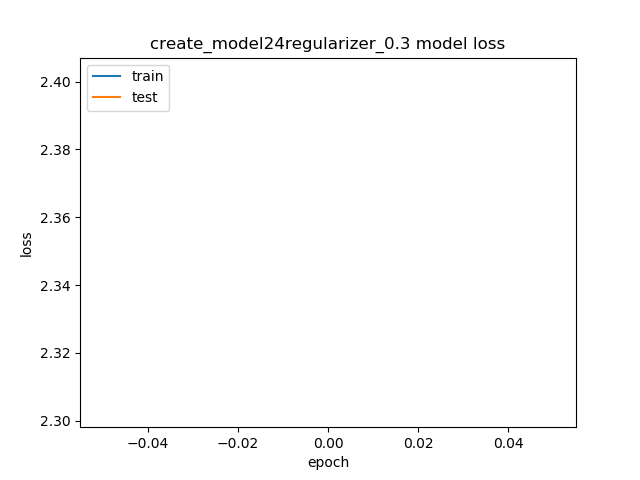 create_model24regularizer_0.3 model loss
train
test
2.40
2.38
2.36
2.34
2.32
2.30
loss
−0.04
−0.02
0.00
0.02
0.04
epoch